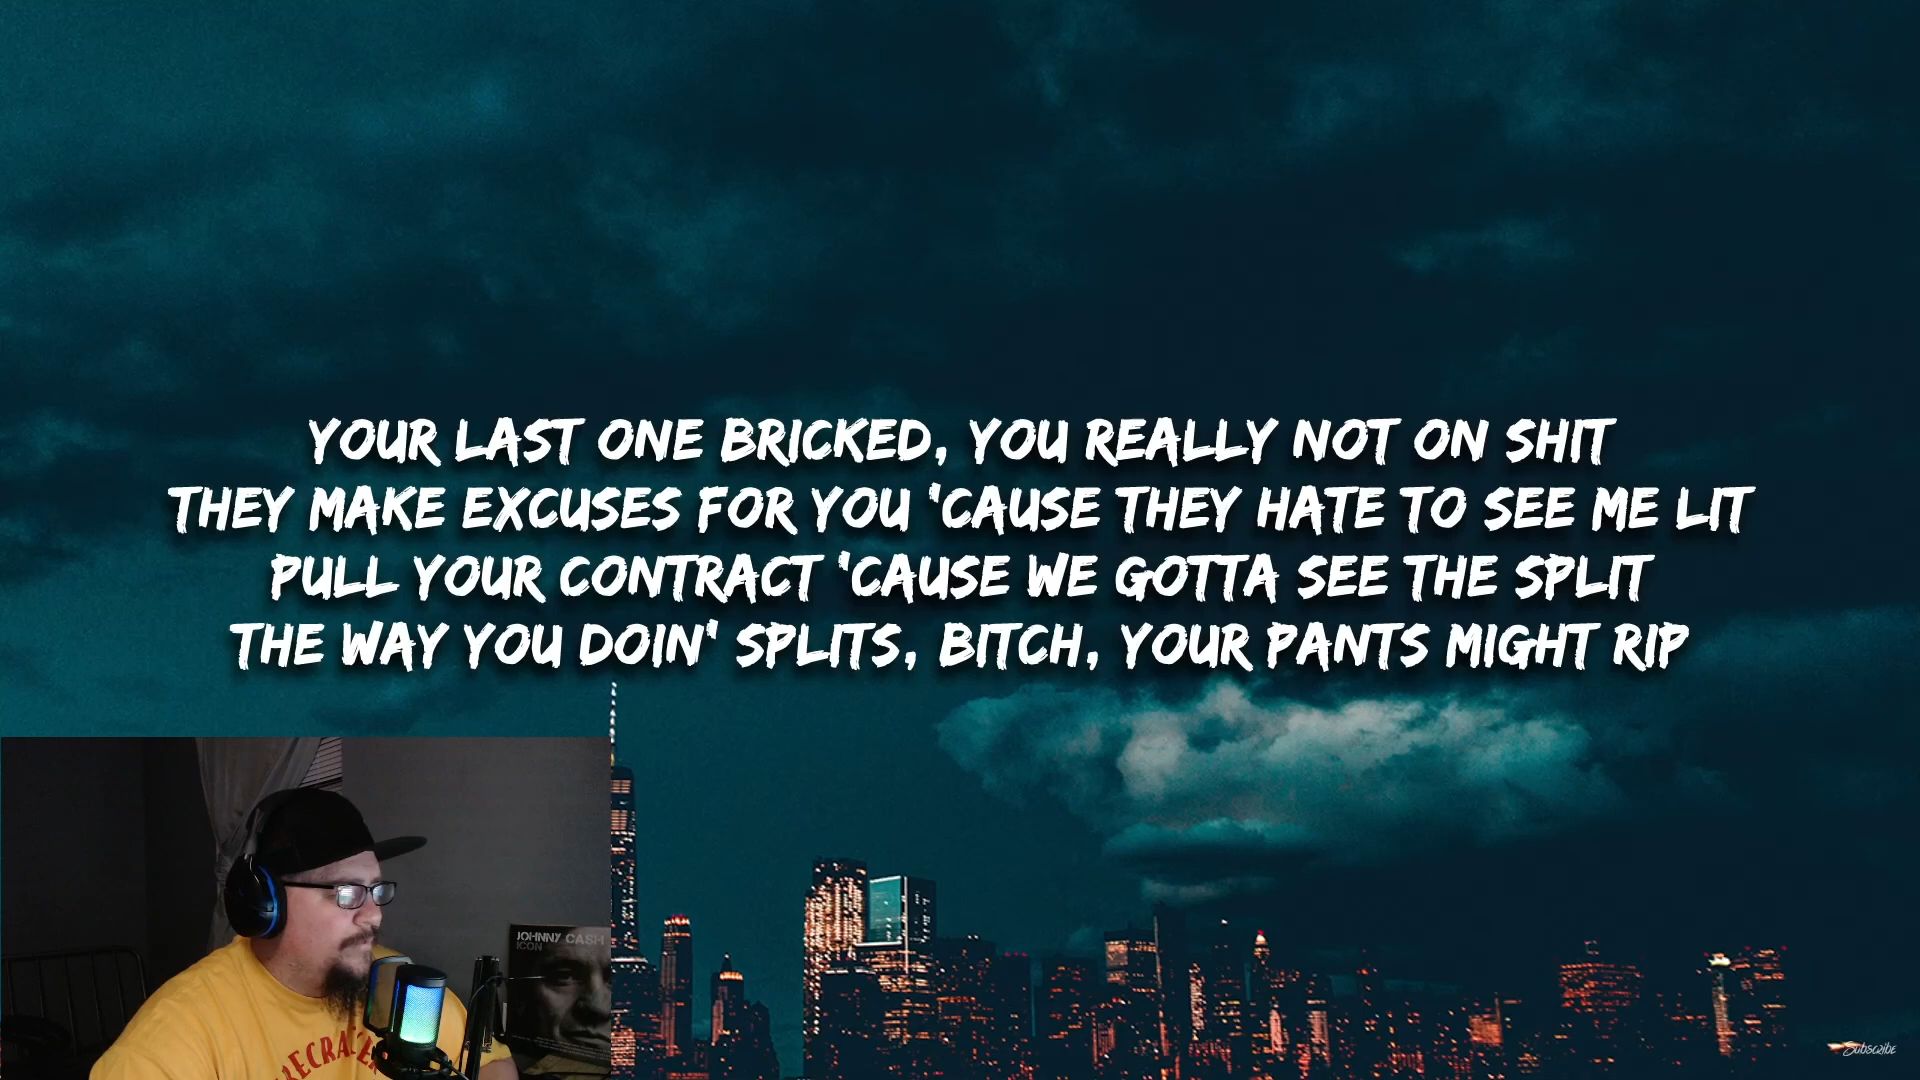 YOUR LAST ONE BRICKED, YOU REALLY NOT ON SHIT
THEY MAKE EXCUSES FOR YOU 'CAUSE THEY HATE TO SEE ME LIT
PULL YOUR CONTRACT 'CAUSE WE GOTTA SEE THE SPLIT
THE WAY YOU DOIN' SPLITS, BITCH, YOUR PANTS MIGHT RIP
JOHNNY CASH
ICON
Subscribe